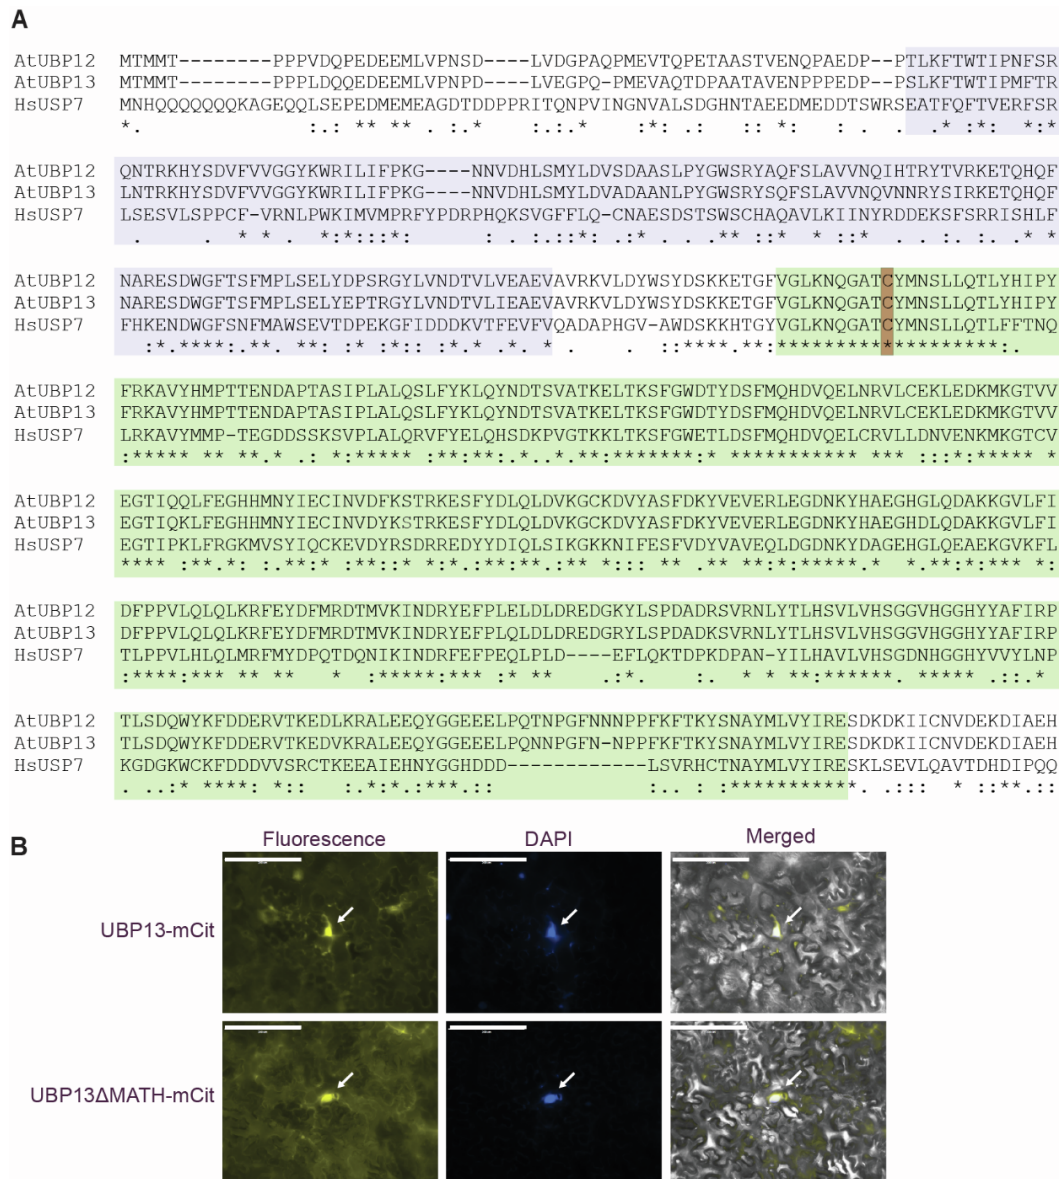 A
AtUBP12 MTMMT--------PPPVDQPEDEEMLVPNSD----LVDGPAQPMEVTQPETAASTVENQPAEDP--PTLKFTWTIPNFSR
AtUBP13 MTMMT--------PPPLDQQEDEEMLVPNPD----LVEGPQ-PMEVAQTDPAATAVENPPPEDP--PSLKFTWTIPMFTR
HsUSP7 MNHQQQQQQQKAGEQQLSEPEDMEMEAGDTDDPPRITQNPVINGNVALSDGHNTAEEDMEDDTSWRSEATFQFTVERFSR
*. :.: ** ** . .: * : . .* :* .: *: . .* *:*: *:*
AtUBP12 QNTRKHYSDVFVVGGYKWRILIFPKG----NNVDHLSMYLDVSDAASLPYGWSRYAQFSLAVVNQIHTRYTVRKETQHQF
AtUBP13 LNTRKHYSDVFVVGGYKWRILIFPKG----NNVDHLSMYLDVADAANLPYGWSRYSQFSLAVVNQVNNRYSIRKETQHQF
HsUSP7 LSESVLSPPCF-VRNLPWKIMVMPRFYPDRPHQKSVGFFLQ-CNAESDSTSWSCHAQAVLKIINYRDDEKSFSRRISHLF
. . * * . *:*:::*: : . :.::*: .:* . .** ::* * ::* . . :. :. .* *
AtUBP12 NARESDWGFTSFMPLSELYDPSRGYLVNDTVLVEAEVAVRKVLDYWSYDSKKETGFVGLKNQGATCYMNSLLQTLYHIPY
AtUBP13 NARESDWGFTSFMPLSELYEPTRGYLVNDTVLIEAEVAVRKVLDYWSYDSKKETGFVGLKNQGATCYMNSLLQTLYHIPY
HsUSP7 FHKENDWGFSNFMAWSEVTDPEKGFIDDDKVTFEVFVQADAPHGV-AWDSKKHTGYVGLKNQGATCYMNSLLQTLFFTNQ
:*.****:.**. **: :* :*:: :*.* .*. * . . ::****.**:*******************:.
AtUBP12 FRKAVYHMPTTENDAPTASIPLALQSLFYKLQYNDTSVATKELTKSFGWDTYDSFMQHDVQELNRVLCEKLEDKMKGTVV
AtUBP13 FRKAVYHMPTTENDAPTASIPLALQSLFYKLQYNDTSVATKELTKSFGWDTYDSFMQHDVQELNRVLCEKLEDKMKGTVV
HsUSP7 LRKAVYMMP-TEGDDSSKSVPLALQRVFYELQHSDKPVGTKKLTKSFGWETLDSFMQHDVQELCRVLLDNVENKMKGTCV
:***** ** **.* .: *:***** :**:**:.*..*.**:*******:* *********** *** :::*:***** *
AtUBP12 EGTIQQLFEGHHMNYIECINVDFKSTRKESFYDLQLDVKGCKDVYASFDKYVEVERLEGDNKYHAEGHGLQDAKKGVLFI
AtUBP13 EGTIQKLFEGHHMNYIECINVDYKSTRKESFYDLQLDVKGCKDVYASFDKYVEVERLEGDNKYHAEGHDLQDAKKGVLFI
HsUSP7 EGTIPKLFRGKMVSYIQCKEVDYRSDRREDYYDIQLSIKGKKNIFESFVDYVAVEQLDGDNKYDAGEHGLQEAEKGVKFL
**** :**.*: :.**:* :**::* *:*.:**:**.:** *::: ** .** **:*:*****.* *.**:*:*** *:
AtUBP12 DFPPVLQLQLKRFEYDFMRDTMVKINDRYEFPLELDLDREDGKYLSPDADRSVRNLYTLHSVLVHSGGVHGGHYYAFIRP
AtUBP13 DFPPVLQLQLKRFEYDFMRDTMVKINDRYEFPLQLDLDREDGRYLSPDADKSVRNLYTLHSVLVHSGGVHGGHYYAFIRP
HsUSP7 TLPPVLHLQLMRFMYDPQTDQNIKINDRFEFPEQLPLD----EFLQKTDPKDPAN-YILHAVLVHSGDNHGGHYVVYLNP
:****:*** ** ** * :*****:*** :* ** .:*. :. * * **:******. ***** .::.*
AtUBP12 TLSDQWYKFDDERVTKEDLKRALEEQYGGEEELPQTNPGFNNNPPFKFTKYSNAYMLVYIRESDKDKIICNVDEKDIAEH
AtUBP13 TLSDQWYKFDDERVTKEDVKRALEEQYGGEEELPQNNPGFN-NPPFKFTKYSNAYMLVYIRESDKDKIICNVDEKDIAEH
HsUSP7 KGDGKWCKFDDDVVSRCTKEEAIEHNYGGHDDD------------LSVRHCTNAYMLVYIRESKLSEVLQAVTDHDIPQQ
. .:* ****: *:: :.*:*.:***.:: :.. : :***********. .::: * ::**.::
B
Fluorescence DAPI Merged
UBP13-mCit
UBP13ΔMATH-mCit